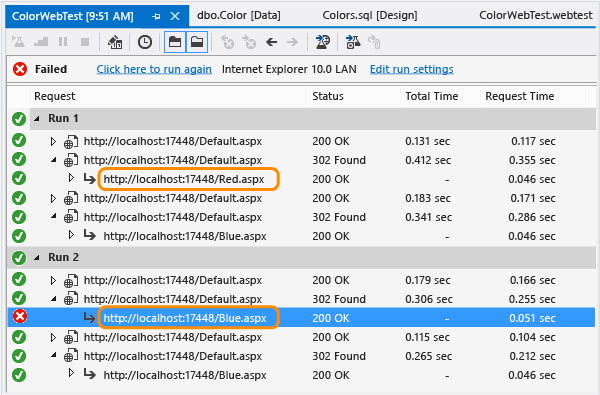 ColorWebTest [9:51 AM] dbo.Color [Data] Colors.sql [Design] ColorWebTest.webtest
Failed Click here to run again Internet Explorer 10.0 LAN Edit run settings
Request Status Total Time Request Time
Run 1
http://localhost:17448/Default.aspx 200 OK 0.131 sec 0.117 sec
http://localhost:17448/Default.aspx 302 Found 0.412 sec 0.355 sec
http://localhost:17448/Red.aspx 200 OK - 0.046 sec
http://localhost:17448/Default.aspx 200 OK 0.183 sec 0.171 sec
http://localhost:17448/Default.aspx 302 Found 0.341 sec 0.286 sec
http://localhost:17448/Blue.aspx 200 OK - 0.046 sec
Run 2
http://localhost:17448/Default.aspx 200 OK 0.179 sec 0.166 sec
http://localhost:17448/Default.aspx 302 Found 0.306 sec 0.255 sec
http://localhost:17448/Blue.aspx 200 OK - 0.051 sec
http://localhost:17448/Default.aspx 200 OK 0.115 sec 0.104 sec
http://localhost:17448/Default.aspx 302 Found 0.265 sec 0.212 sec
http://localhost:17448/Blue.aspx 200 OK - 0.046 sec